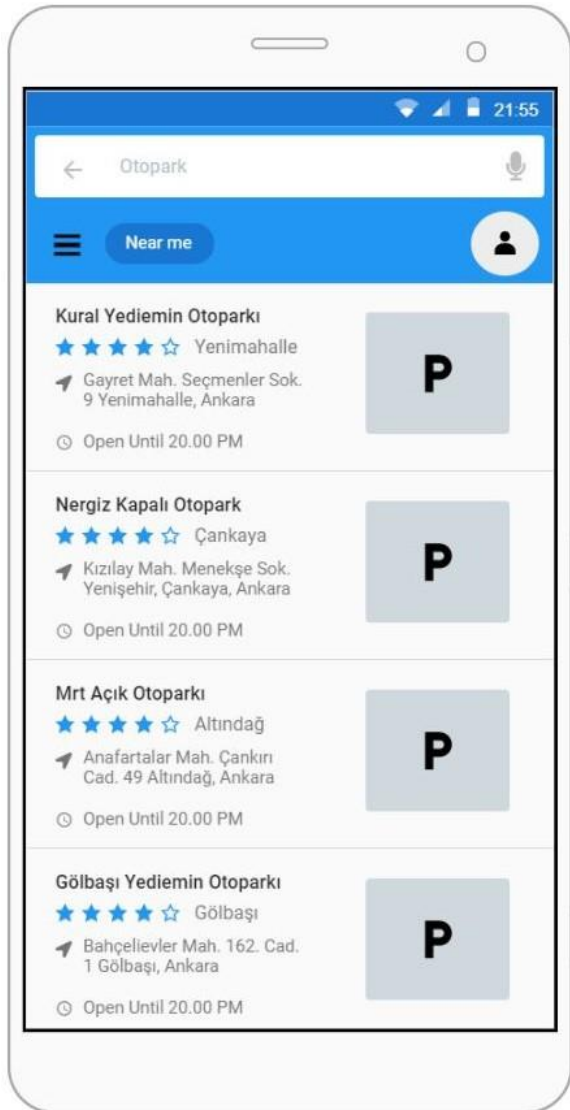 21:55
Otopark
Near me
Kural Yediemin Otoparkı
Yenimahalle
Gayret Mah. Seçmenler Sok.
9 Yenimahalle, Ankara
Open Until 20.00 PM
P
Nergiz Kapalı Otopark
Çankaya
Kızılay Mah. Menekşe Sok.
Yenişehir, Çankaya, Ankara
Open Until 20.00 PM
P
Mrt Açık Otoparkı
Altındağ
Anafartalar Mah. Çankırı
Cad. 49 Altındağ, Ankara
Open Until 20.00 PM
P
Gölbaşı Yediemin Otoparkı
Gölbaşı
Bahçelievler Mah. 162. Cad.
1 Gölbaşı, Ankara
Open Until 20.00 PM
P